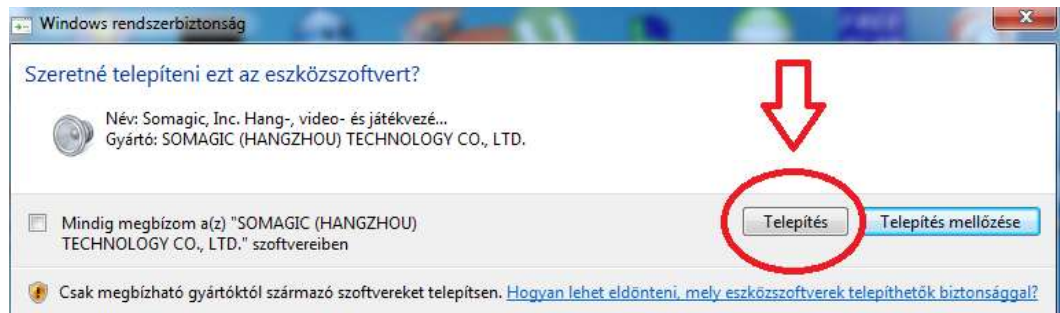 Windows rendszerbiztonság
Szeretné telepíteni ezt az eszközszoftvert?
Név: Somagic, Inc. Hang-, video- és játékvezé...
Gyártó: SOMAGIC (HANGZHOU) TECHNOLOGY CO., LTD.
Mindig megbízom a(z) "SOMAGIC (HANGZHOU)
TECHNOLOGY CO., LTD." szoftvereiben
Telepítés
Telepítés mellőzése
Csak megbízható gyártóktól származó szoftvereket telepítsen. Hogyan lehet eldönteni, mely eszközszoftverek telepíthetők biztonsággal?